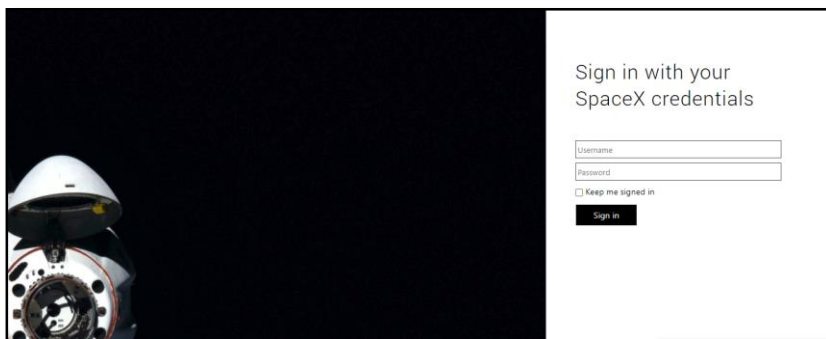 Sign in with your
SpaceX credentials
Username
Password
Keep me signed in
Sign in